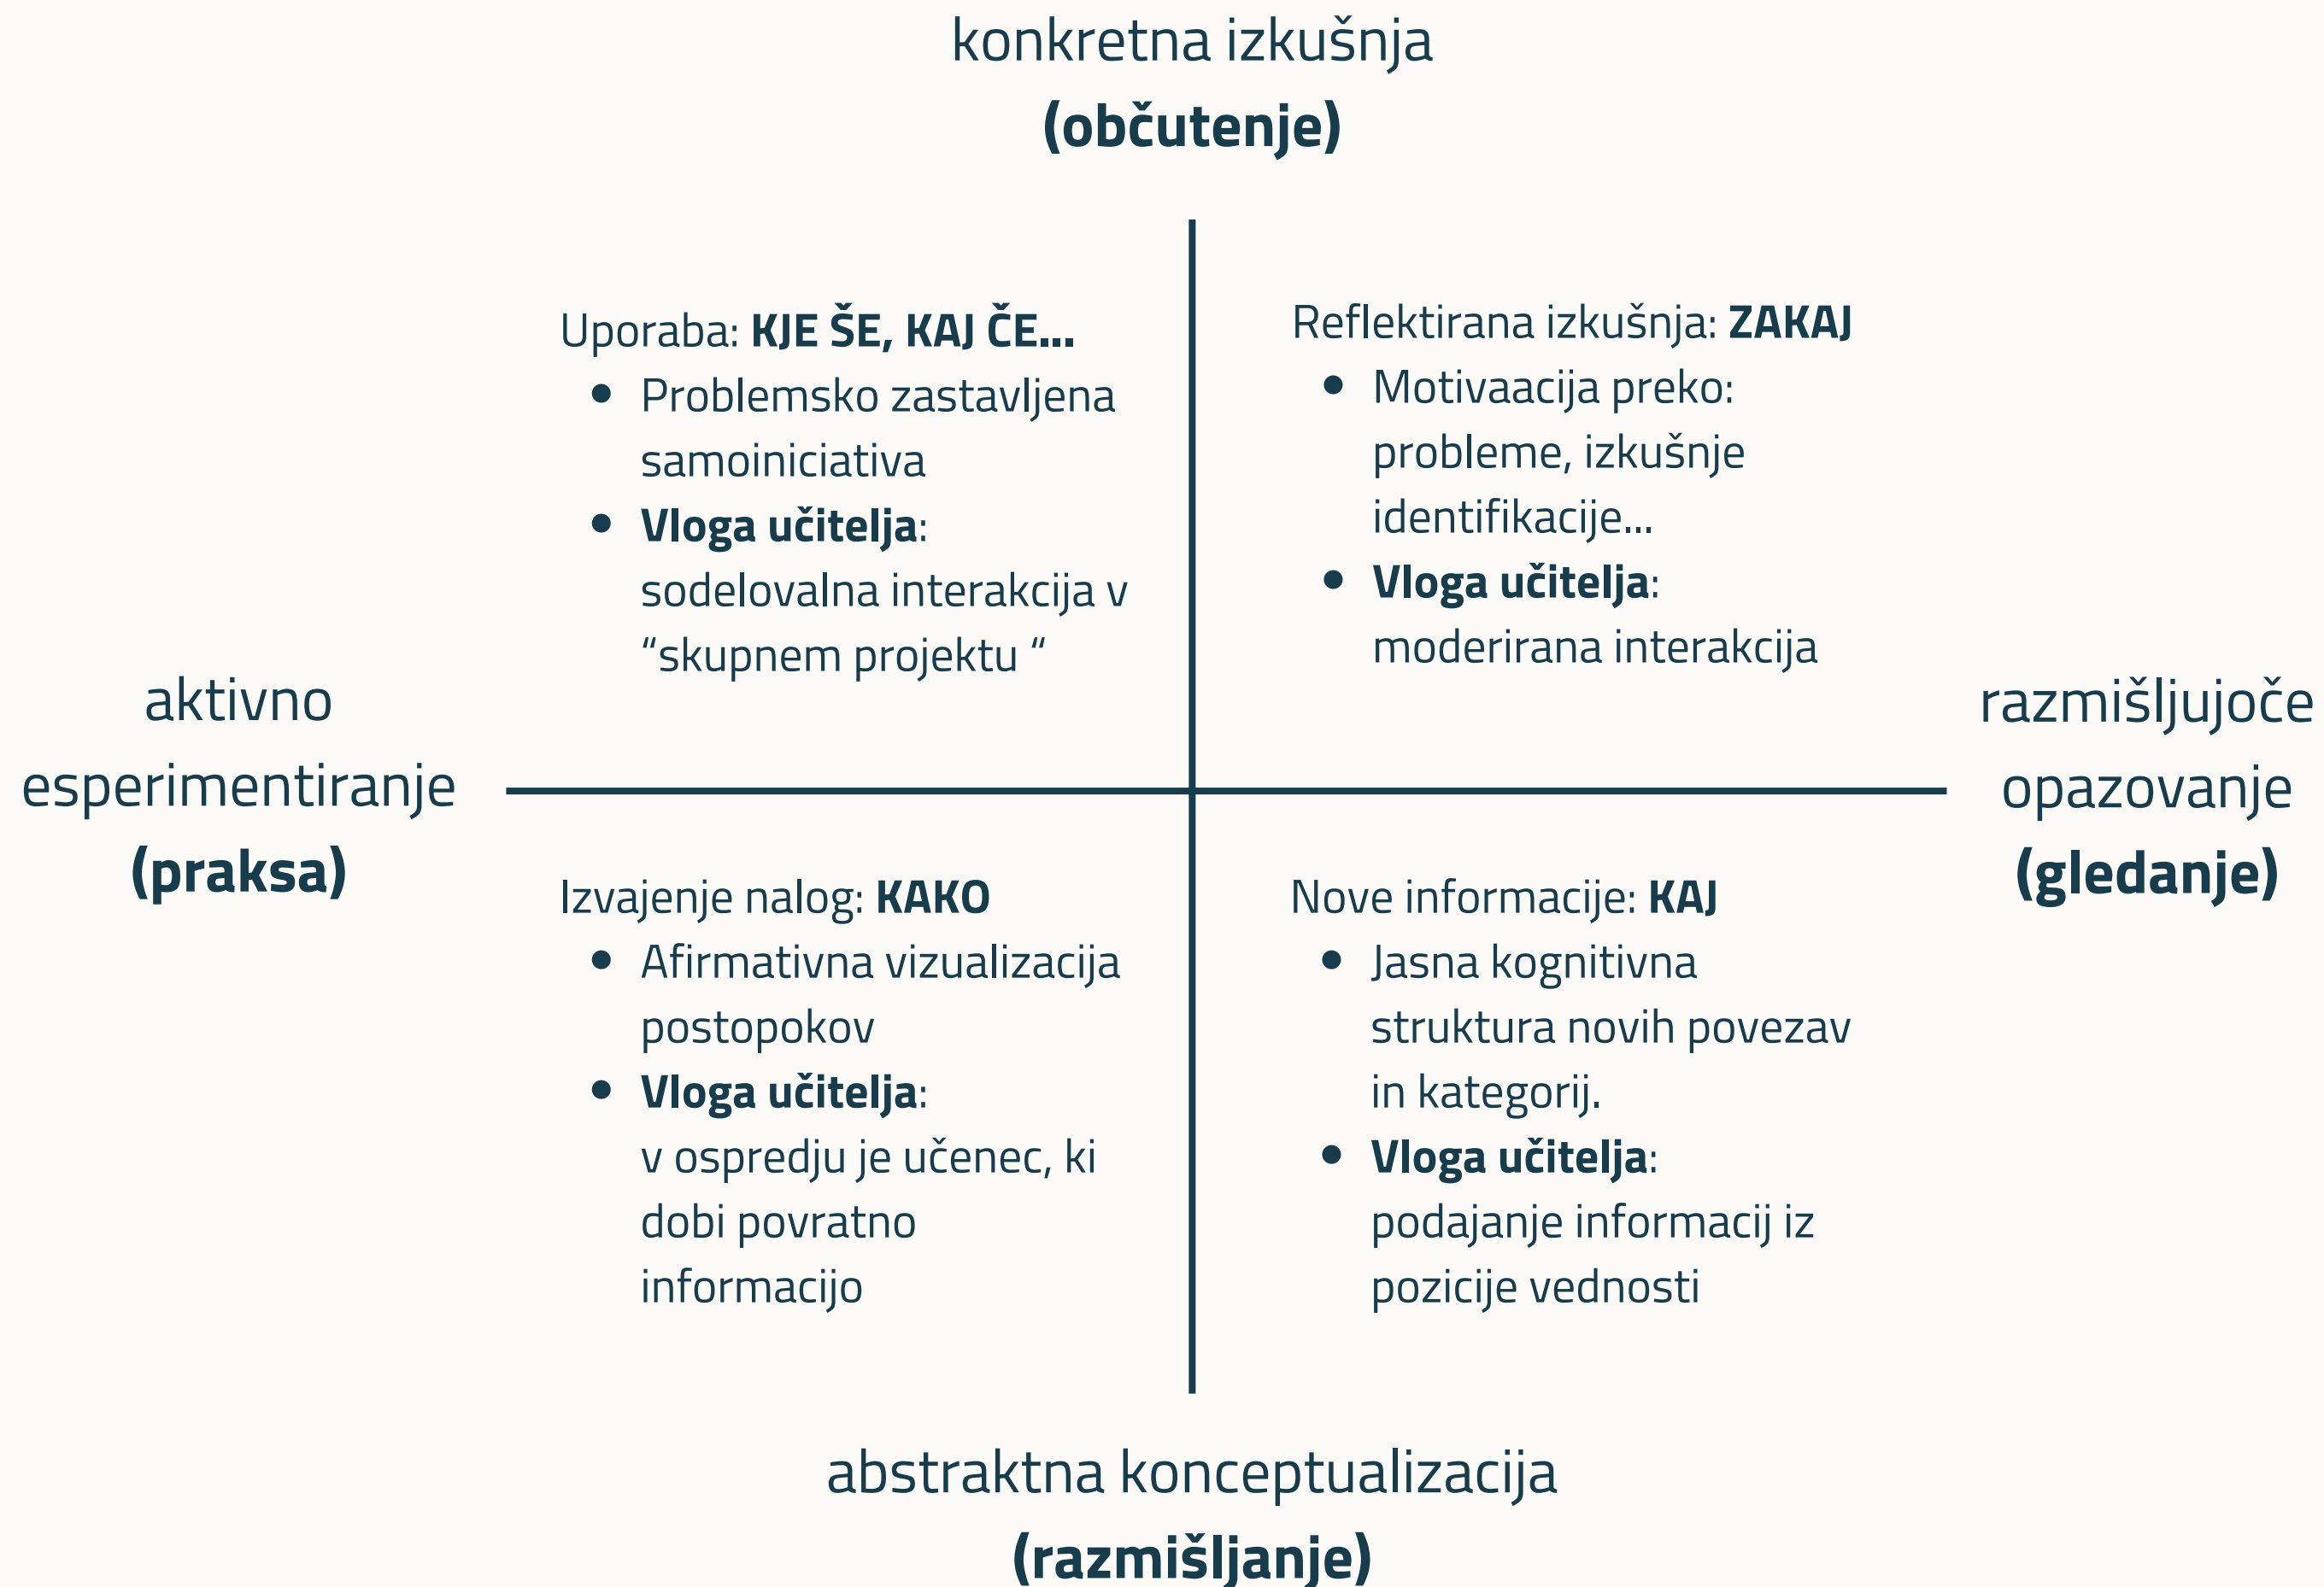 konkretna izkušnja
(občutenje)
Uporaba: KJE ŠE, KAJ ČE...
Problemsko zastavljena
samoiniciativa
Vloga učitelja:
sodelovalna interakcija v
“skupnem projektu “
Reflektirana izkušnja: ZAKAJ
Motivaacija preko:
probleme, izkušnje
identifikacije...
Vloga učitelja:
moderirana interakcija
aktivno
esperimentiranje
(praksa)
razmišljujoče
opazovanje
(gledanje)
Izvajenje nalog: KAKO
Afirmativna vizualizacija
postopokov
Vloga učitelja:
v ospredju je učenec, ki
dobi povratno
informacijo
Nove informacije: KAJ
Jasna kognitivna
struktura novih povezav
in kategorij.
Vloga učitelja:
podajanje informacij iz
pozicije vednosti
abstraktna konceptualizacija
(razmišljanje)